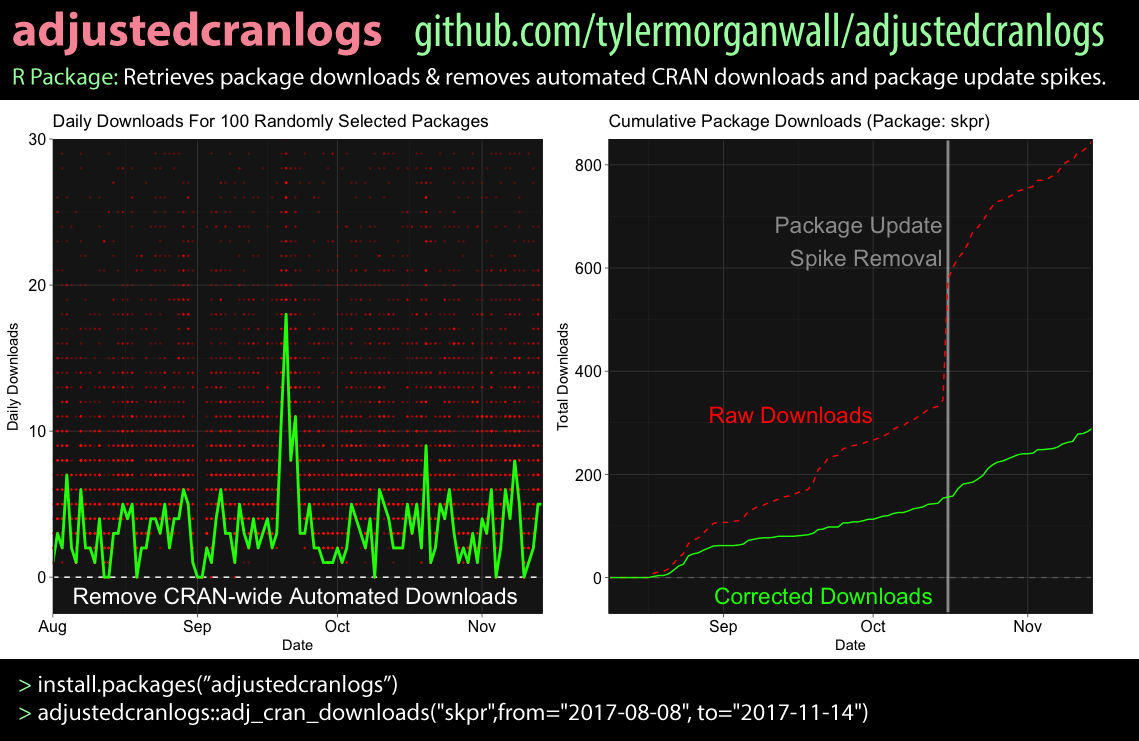 adjustedcranlogs github.com/tylermorganwall/adjustedcranlogs
R Package: Retrieves package downloads & removes automated CRAN downloads and package update spikes.
Daily Downloads For 100 Randomly Selected Packages
30
20
10
0
Daily Downloads
Remove CRAN-wide Automated Downloads
Aug Sep Oct Nov
Date
Cumulative Package Downloads (Package: skpr)
800
600
400
200
0
Total Downloads
Package Update
Spike Removal
Raw Downloads
Corrected Downloads
Sep Oct Nov
Date
> install.packages(”adjustedcranlogs”)
> adjustedcranlogs::adj_cran_downloads("skpr",from="2017-08-08", to="2017-11-14")